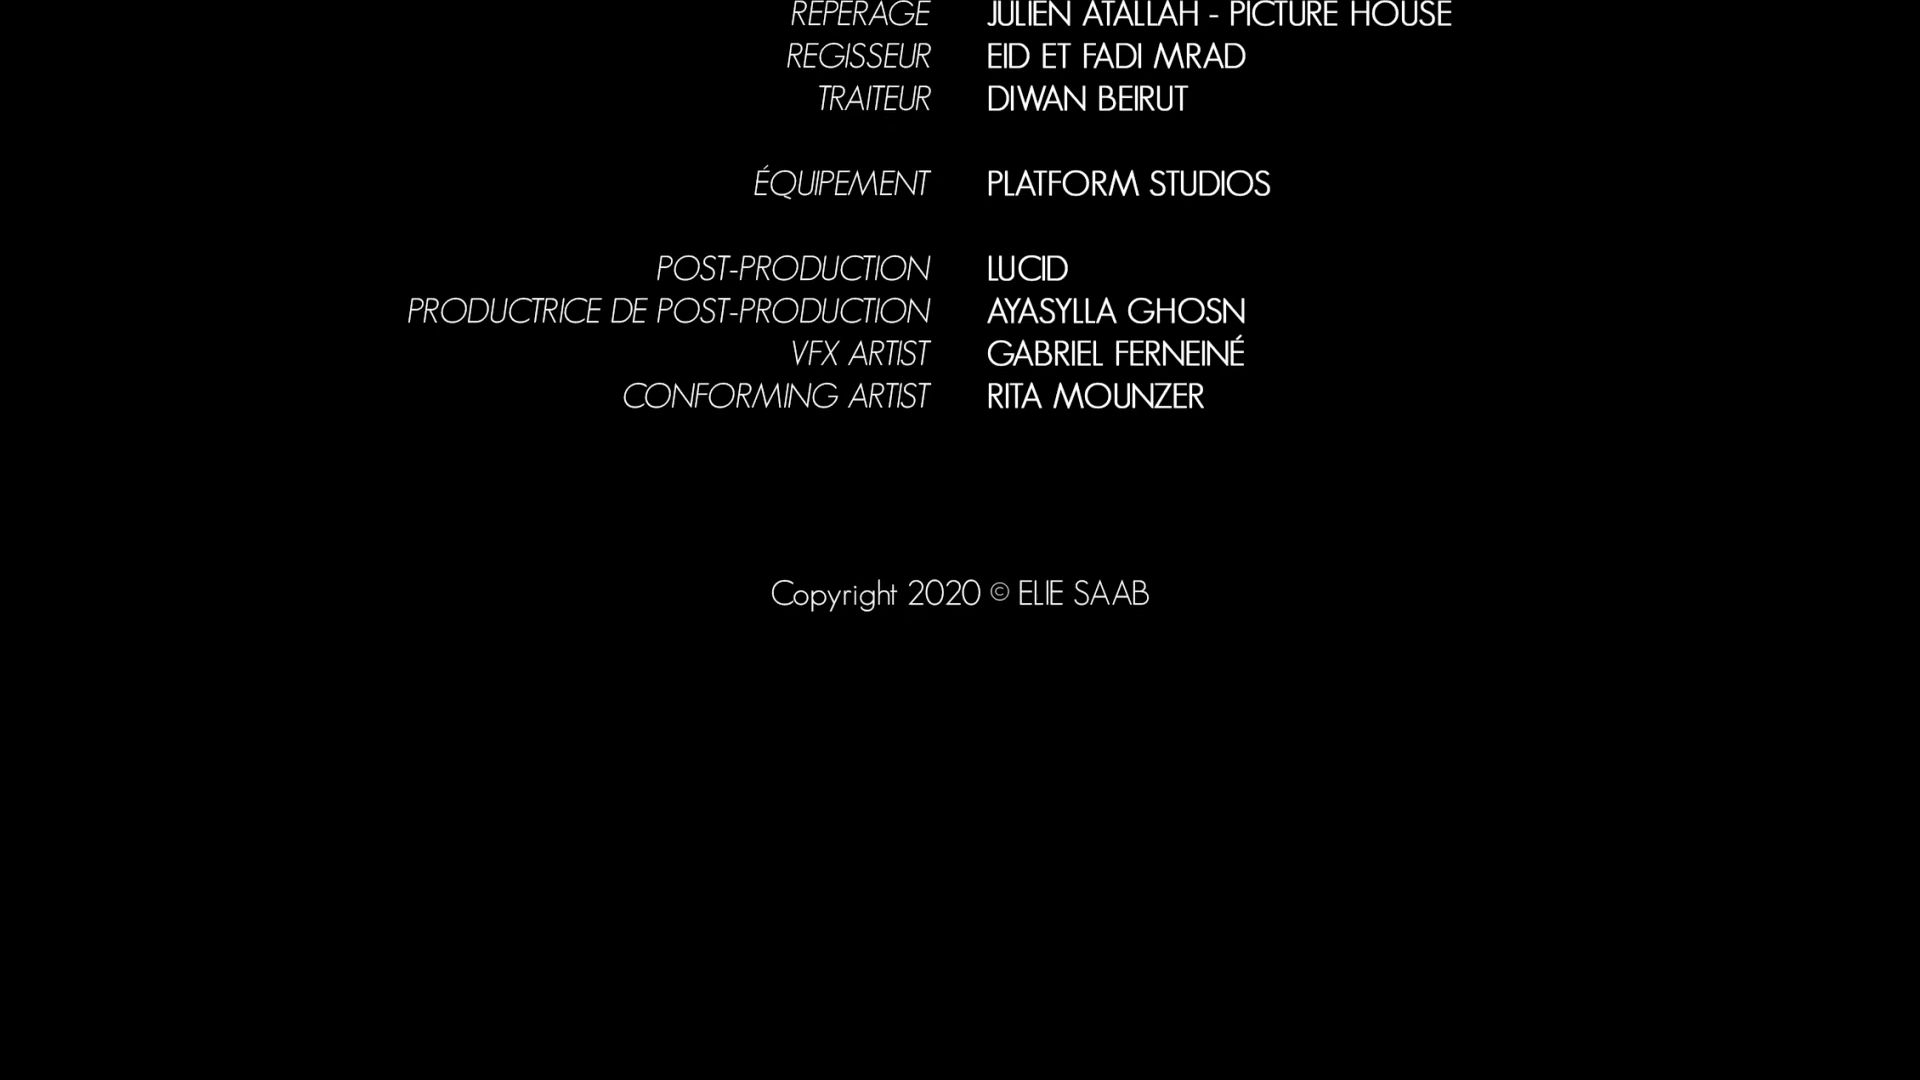 REPERAGE JULIEN ATALLAH - PICTURE HOUSE
REGISSEUR EID ET FADI MRAD
TRAITEUR DIWAN BEIRUT
ÉQUIPEMENT PLATFORM STUDIOS
POST-PRODUCTION LUCID
PRODUCTRICE DE POST-PRODUCTION AYASYLLA GHOSN
VFX ARTIST GABRIEL FERNEINÉ
CONFORMING ARTIST RITA MOUNZER
Copyright 2020 © ELIE SAAB